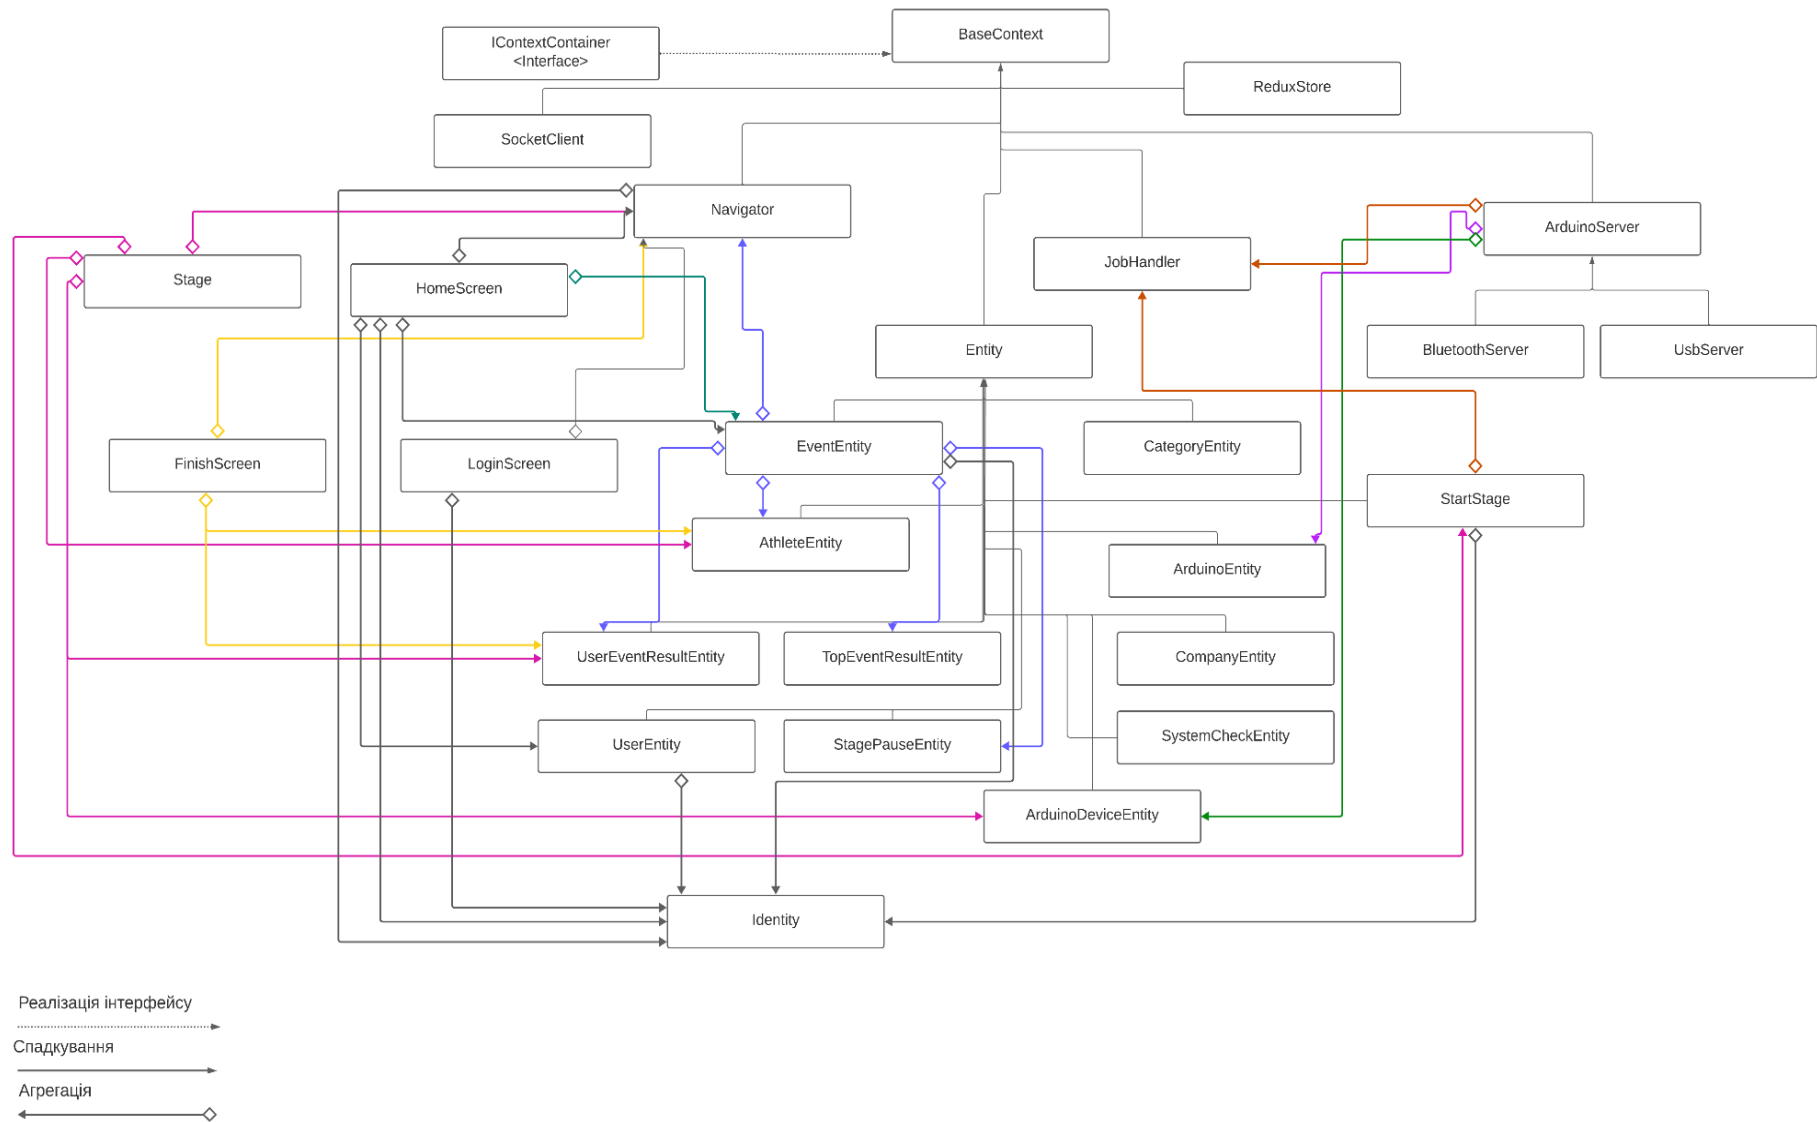 BaseContext
IContextContainer
<Interface>
ReduxStore
SocketClient
Navigator
ArduinoServer
JobHandler
Stage
HomeScreen
Entity
BluetoothServer
UsbServer
EventEntity
CategoryEntity
FinishScreen
LoginScreen
StartStage
AthleteEntity
ArduinoEntity
UserEventResultEntity
TopEventResultEntity
CompanyEntity
UserEntity
StagePauseEntity
SystemCheckEntity
ArduinoDeviceEntity
Identity
Реалізація інтерфейсу
Спадкування
Агрегація